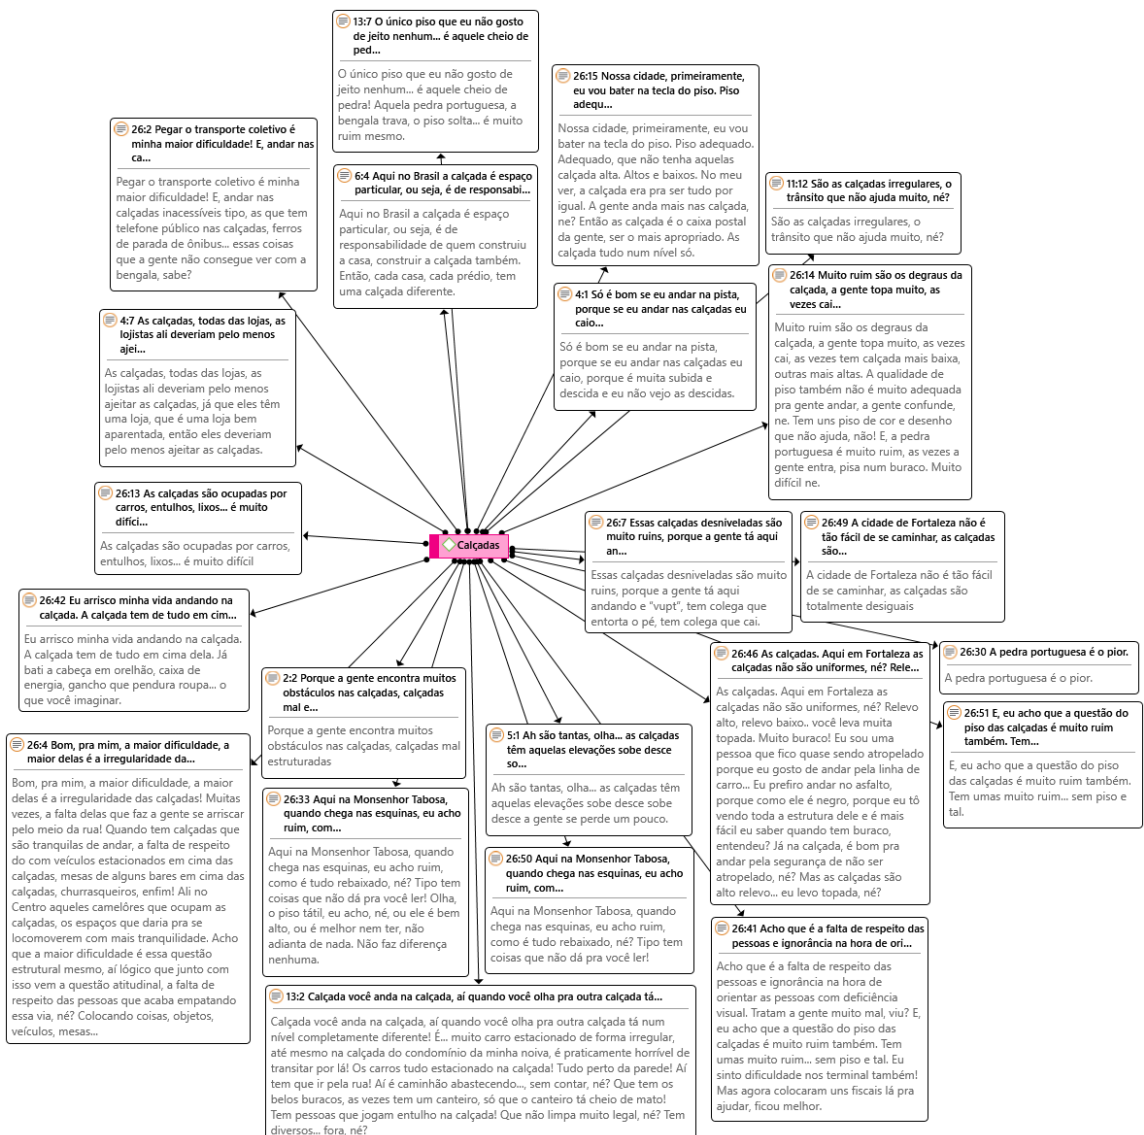 13:7 O único piso que eu não gosto
de jeito nenhum... é aquele cheio de
ped...
O único piso que eu não gosto de
jeito nenhum... é aquele cheio de
pedra! Aquela pedra portuguesa, a
bengala trava, o piso solta... é muito
ruim mesmo.
26:15 Nossa cidade, primeiramente,
eu vou bater na tecla do piso. Piso
adequ...
Nossa cidade, primeiramente, eu vou
bater na tecla do piso. Piso adequado.
Adequado, que não tenha aquelas
calçada alta. Altos e baixos. No meu
ver, a calçada era pra ser tudo por
igual. A gente anda mais nas calçada,
ne? Então as calçada é o caixa postal
da gente, ser o mais apropriado. As
calçada tudo num nível só.
26:2 Pegar o transporte coletivo é
minha maior dificuldade! E, andar nas
ca...
Pegar o transporte coletivo é minha
maior dificuldade! E, andar nas
calçadas inacessíveis tipo, as que tem
telefone público nas calçadas, ferros
de parada de ônibus... essas coisas
que a gente não consegue ver com a
bengala, sabe?
6:4 Aqui no Brasil a calçada é espaço
particular, ou seja, é de responsabi...
Aqui no Brasil a calçada é espaço
particular, ou seja, é de
responsabilidade de quem construiu
a casa, construir a calçada também.
Então, cada casa, cada prédio, tem
uma calçada diferente.
11:12 São as calçadas irregulares, o
trânsito que não ajuda muito, né?
São as calçadas irregulares, o
trânsito que não ajuda muito, né?
26:14 Muito ruim são os degraus da
calçada, a gente topa muito, as
vezes cai...
Muito ruim são os degraus da
calçada, a gente topa muito, as vezes
cai, as vezes tem calçada mais baixa,
outras mais altas. A qualidade de
piso também não é muito adequada
pra gente andar, a gente confunde,
ne. Tem uns piso de cor e desenho
que não ajuda, não! E, a pedra
portuguesa é muito ruim, as vezes a
gente entra, pisa num buraco. Muito
difícil ne.
4:1 Só é bom se eu andar na pista,
porque se eu andar nas calçadas eu
caio...
Só é bom se eu andar na pista,
porque se eu andar nas calçadas eu
caio, porque é muita subida e
descida e eu não vejo as descidas.
4:7 As calçadas, todas das lojas, as
lojistas ali deveriam pelo menos
ajei...
As calçadas, todas das lojas, as
lojistas ali deveriam pelo menos
ajeitar as calçadas, já que eles têm
uma loja, que é uma loja bem
aparentada, então eles deveriam
pelo menos ajeitar as calçadas.
26:13 As calçadas são ocupadas por
carros, entulhos, lixos... é muito
difíci...
As calçadas são ocupadas por carros,
entulhos, lixos... é muito difícil
Calçadas
26:7 Essas calçadas desniveladas são
muito ruins, porque a gente tá aqui
an...
Essas calçadas desniveladas são muito
ruins, porque a gente tá aqui
andando e “vupt”, tem colega que
entorta o pé, tem colega que cai.
26:49 A cidade de Fortaleza não é
tão fácil de se caminhar, as calçadas
são...
A cidade de Fortaleza não é tão fácil
de se caminhar, as calçadas são
totalmente desiguais
26:42 Eu arrisco minha vida andando na
calçada. A calçada tem de tudo em cim...
Eu arrisco minha vida andando na calçada.
A calçada tem de tudo em cima dela. Já
bati a cabeça em orelhão, caixa de
energia, gancho que pendura roupa... o
que você imaginar.
2:2 Porque a gente encontra muitos
obstáculos nas calçadas, calçadas
mal e...
Porque a gente encontra muitos
obstáculos nas calçadas, calçadas mal
estruturadas
26:46 As calçadas. Aqui em Fortaleza as
calçadas não são uniformes, né? Rele...
As calçadas. Aqui em Fortaleza as
calçadas não são uniformes, né? Relevo
alto, relevo baixo.. você leva muita
topada. Muito buraco! Eu sou uma
pessoa que fico quase sendo atropelado
porque eu gosto de andar pela linha de
carro... Eu prefiro andar no asfalto,
porque como ele é negro, porque eu tô
vendo toda a estrutura dele e é mais
fácil eu saber quando tem buraco,
entendeu? Já na calçada, é bom pra
andar pela segurança de não ser
atropelado, né? Mas as calçadas são
alto relevo... eu levo topada, né?
26:30 A pedra portuguesa é o pior.
A pedra portuguesa é o pior.
26:51 E, eu acho que a questão do
piso das calçadas é muito ruim
também. Tem...
E, eu acho que a questão do piso
das calçadas é muito ruim também.
Tem umas muito ruim... sem piso e
tal.
26:4 Bom, pra mim, a maior dificuldade, a
maior delas é a irregularidade da...
Bom, pra mim, a maior dificuldade, a maior
delas é a irregularidade das calçadas! Muitas
vezes, a falta delas que faz a gente se arriscar
pelo meio da rua! Quando tem calçadas que
são tranquilas de andar, a falta de respeito
do com veículos estacionados em cima das
calçadas, mesas de alguns bares em cima das
calçadas, churrasqueiros, enfim! Ali no
Centro aqueles camelôres que ocupam as
calçadas, os espaços que daria pra se
locomoverem com mais tranquilidade. Acho
que a maior dificuldade é essa questão
estrutural mesmo, aí lógico que junto com
isso vem a questão atitudinal, a falta de
respeito das pessoas que acaba empatando
essa via, né? Colocando coisas, objetos,
veículos, mesas...
5:1 Ah são tantas, olha... as calçadas
têm aquelas elevações sobe desce
so...
Ah são tantas, olha... as calçadas têm
aquelas elevações sobe desce sobe
desce a gente se perde um pouco.
26:33 Aqui na Monsenhor Tabosa,
quando chega nas esquinas, eu acho
ruim, com...
Aqui na Monsenhor Tabosa, quando
chega nas esquinas, eu acho ruim,
como é tudo rebaixado, né? Tipo tem
coisas que não dá pra você ler! Olha,
o piso tátil, eu acho, né, ou ele é bem
alto, ou é melhor nem ter, não
adianta de nada. Não faz diferença
nenhuma.
26:50 Aqui na Monsenhor Tabosa,
quando chega nas esquinas, eu acho
ruim, com...
Aqui na Monsenhor Tabosa, quando
chega nas esquinas, eu acho ruim,
como é tudo rebaixado, né? Tipo tem
coisas que não dá pra você ler!
26:41 Acho que é a falta de respeito das
pessoas e ignorância na hora de ori...
Acho que é a falta de respeito das
pessoas e ignorância na hora de
orientar as pessoas com deficiência
visual. Tratam a gente muito mal, viu? E,
eu acho que a questão do piso das
calçadas é muito ruim também. Tem
umas muito ruim... sem piso e tal. Eu
sinto dificuldade nos terminal também!
Mas agora colocaram uns fiscais lá pra
ajudar, ficou melhor.
13:2 Calçada você anda na calçada, aí quando você olha pra outra calçada tá...
Calçada você anda na calçada, aí quando você olha pra outra calçada tá num
nível completamente diferente! É... muito carro estacionado de forma irregular,
até mesmo na calçada do condomínio da minha noiva, é praticamente horrível de
transitar por lá! Os carros tudo estacionado na calçada! Tudo perto da parede! Aí
tem que ir pela rua! Aí é caminhão abastecendo..., sem contar, né? Que tem os
belos buracos, as vezes tem um canteiro, só que o canteiro tá cheio de mato!
Tem pessoas que jogam entulho na calçada! Que não limpa muito legal, né? Tem
diversos... fora, né?